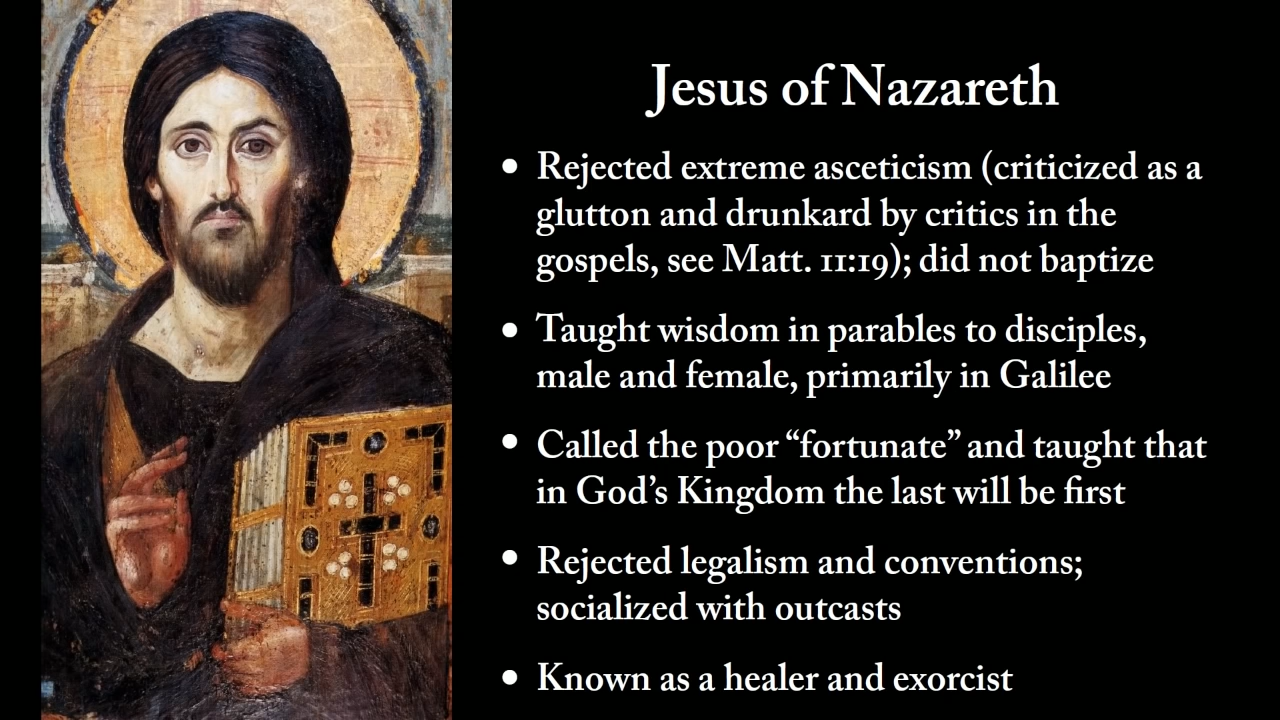 Jesus of Nazareth
• Rejected extreme asceticism (criticized as a
glutton and drunkard by critics in the
gospels, see Matt. 11:19); did not baptize
• Taught wisdom in parables to disciples,
male and female, primarily in Galilee
• Called the poor “fortunate” and taught that
in God’s Kingdom the last will be first
• Rejected legalism and conventions;
socialized with outcasts
• Known as a healer and exorcist